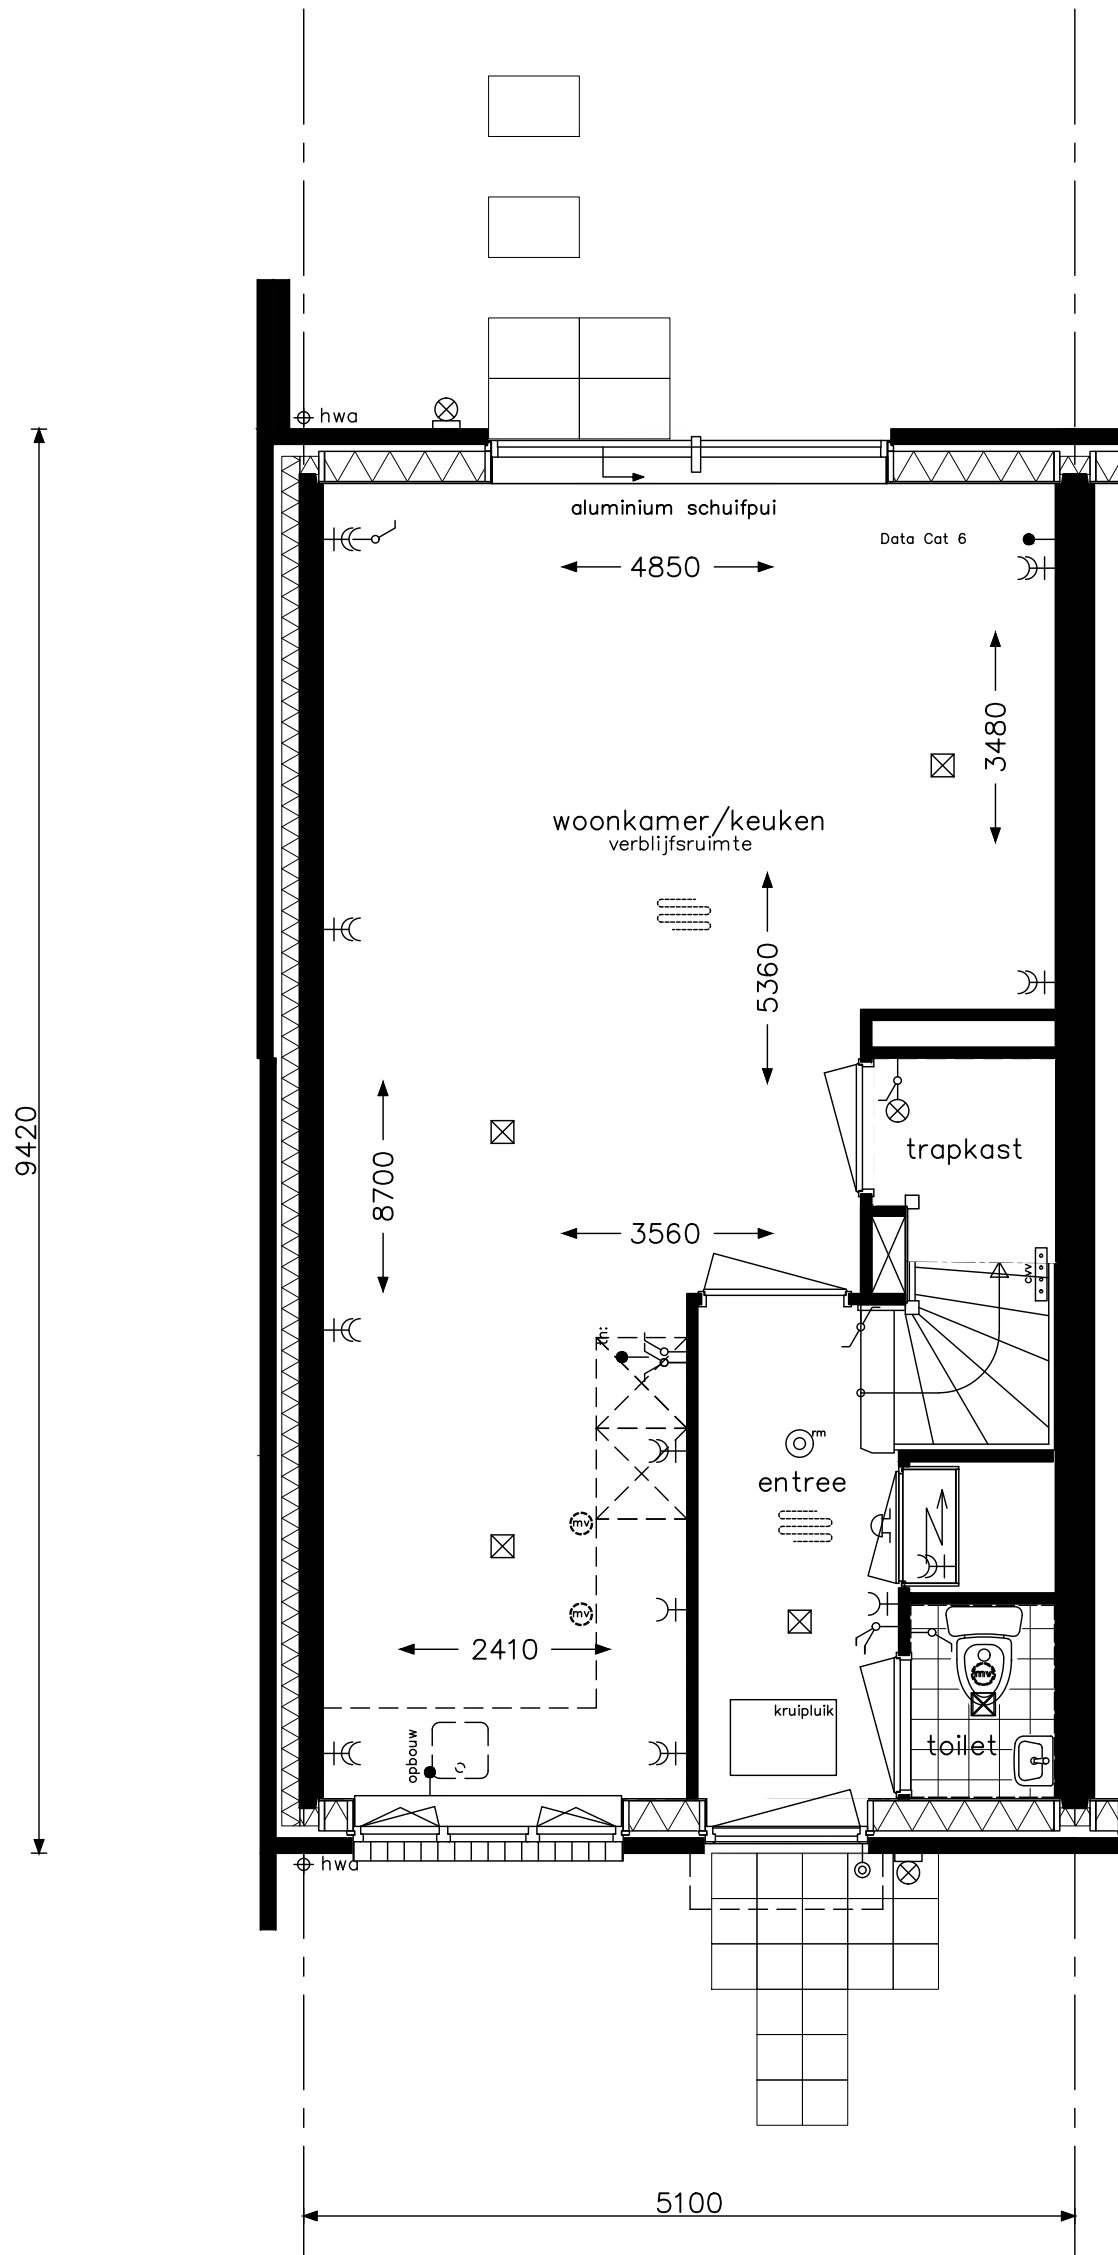 hwa
aluminium schuifpui
Data Cat 6
4850
3480
woonkamer/keuken
verblijfsruimte
5360
9420
trapkast
8700
3560
cvv
rm
entree
mv
mv
2410
mv
kruipluik
opbouw
toilet
hwa
5100